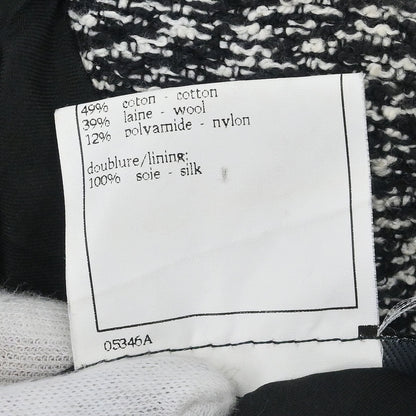 49% coton - cotton
39% laine - wool
12% polyamide - nylon
doublure/lining:
100% soie - silk
05346A